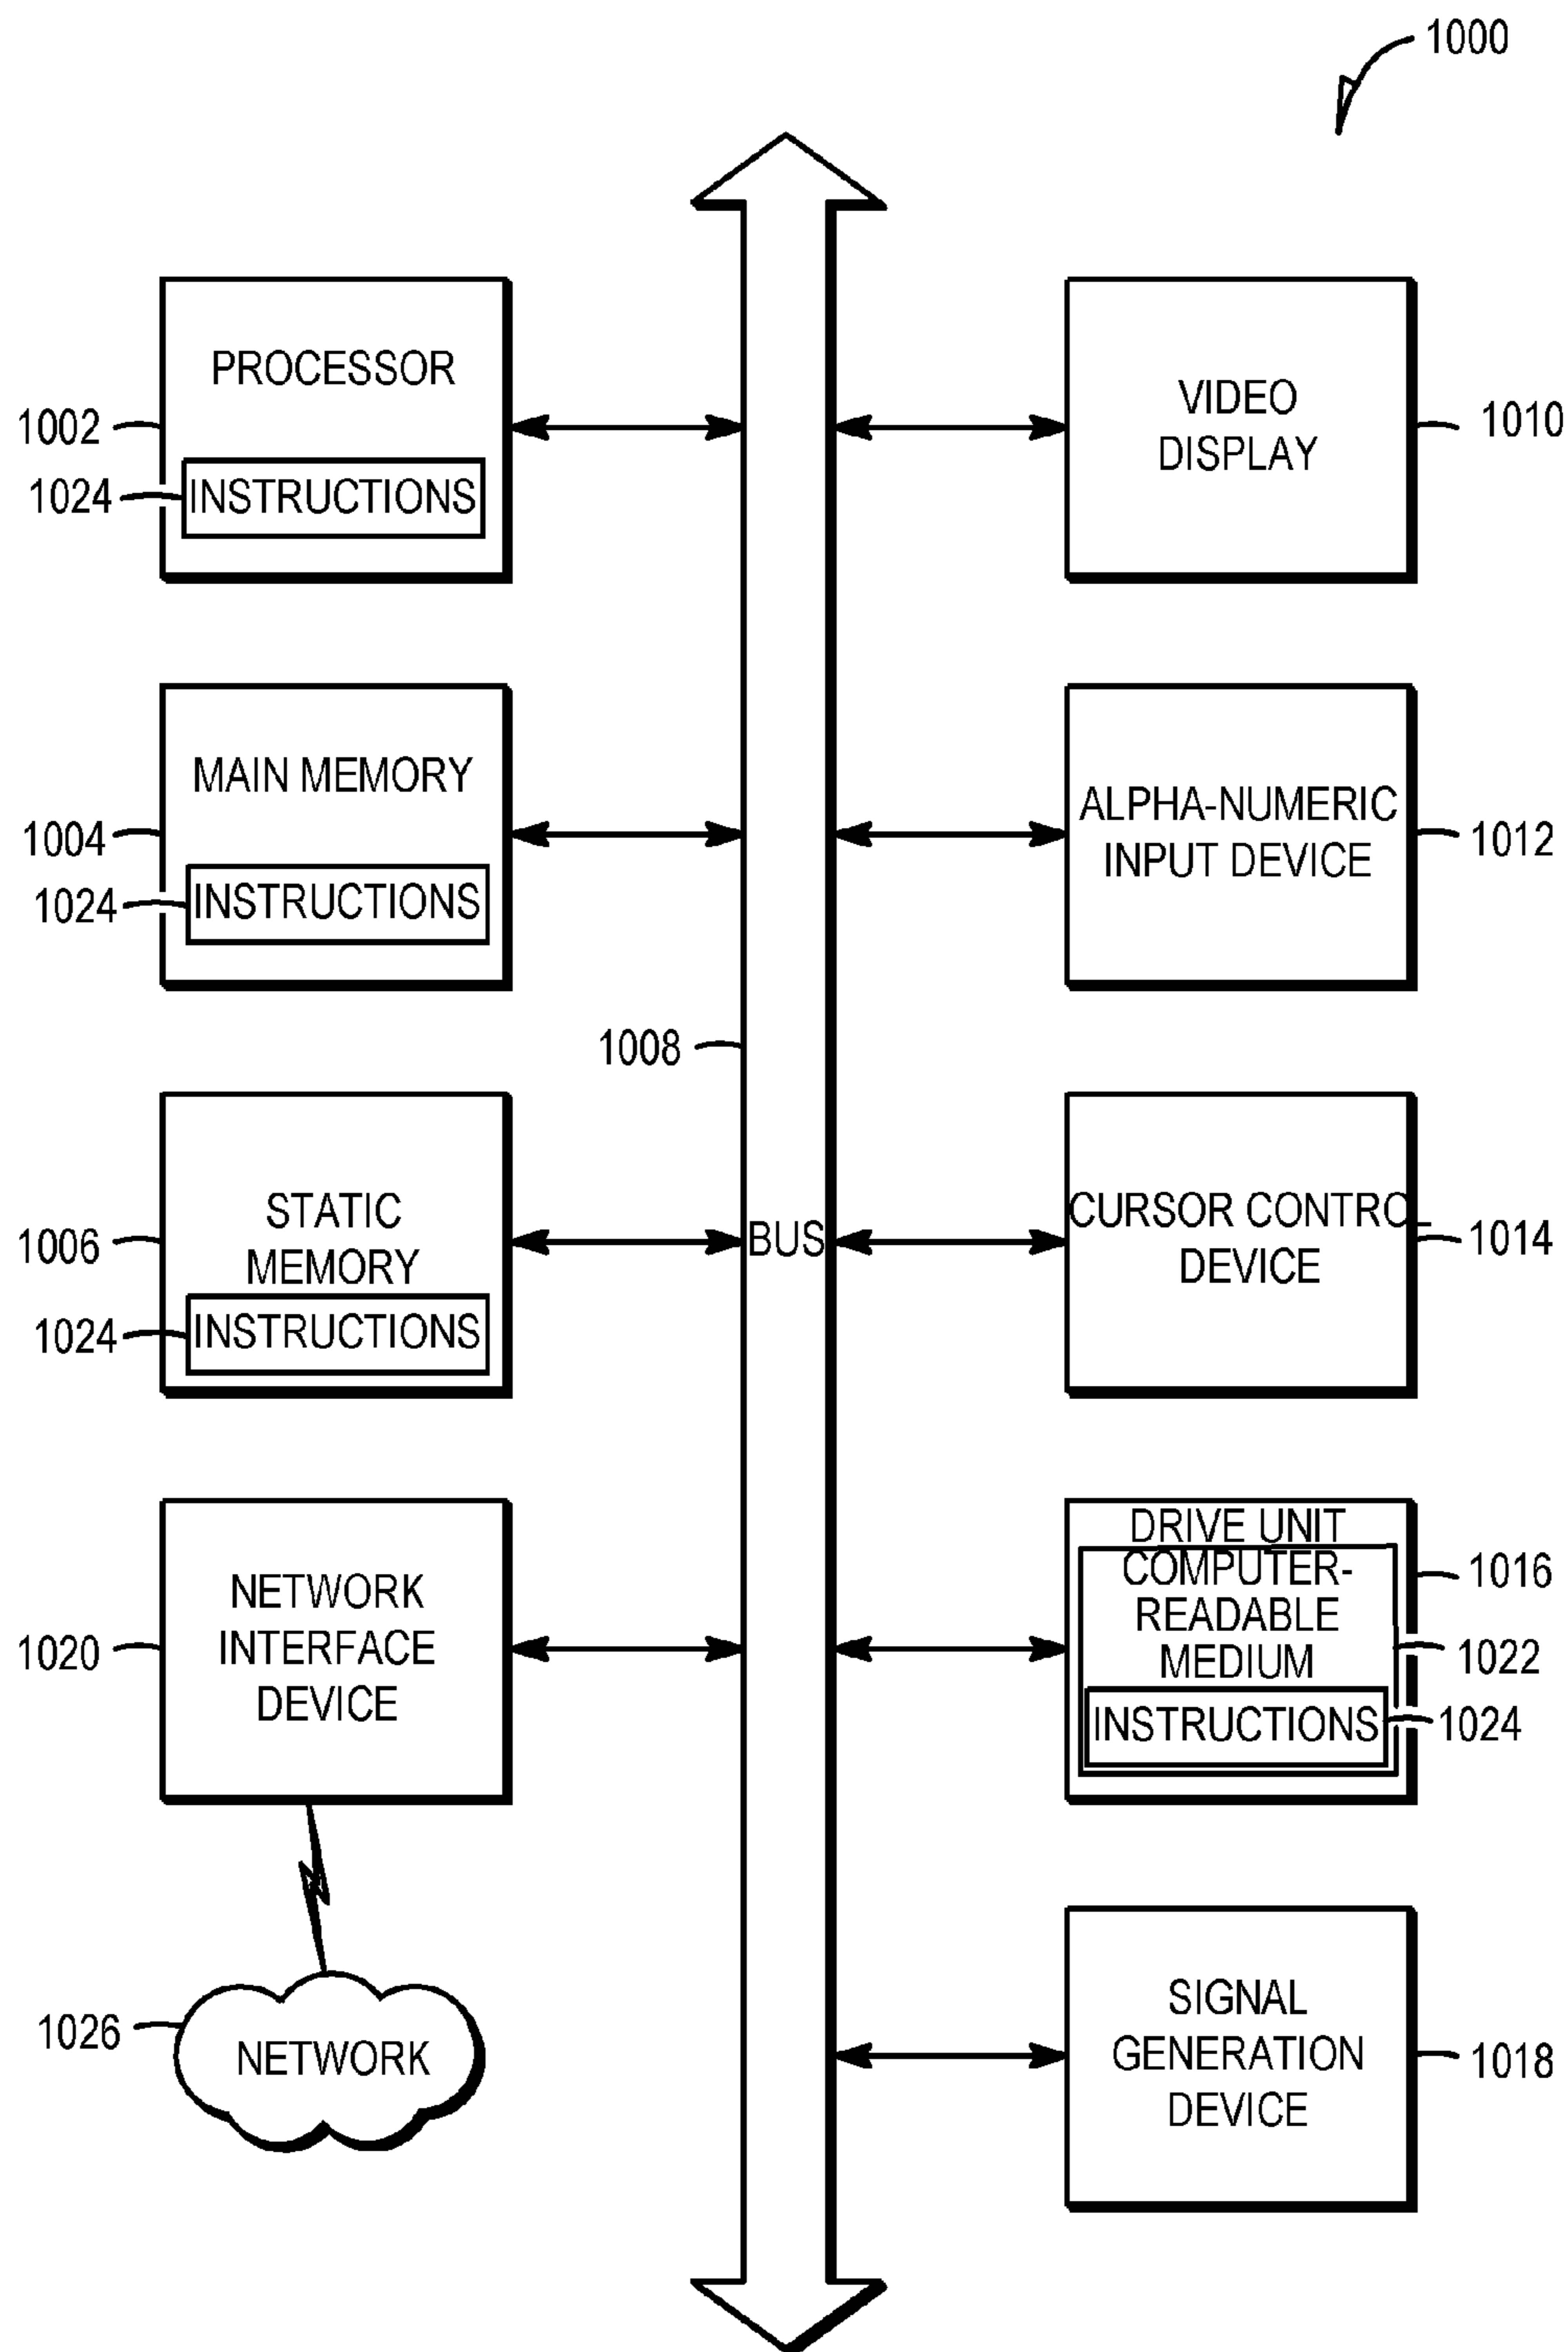 1000
PROCESSOR
1002
1024
INSTRUCTIONS
VIDEO
DISPLAY
1010
MAIN MEMORY
1004
1024
INSTRUCTIONS
ALPHA-NUMERIC
INPUT DEVICE
1012
1008
BUS
STATIC
MEMORY
1006
1024
INSTRUCTIONS
CURSOR CONTROL
DEVICE
1014
NETWORK
INTERFACE
DEVICE
1020
DRIVE UNIT
COMPUTER-
READABLE
MEDIUM
INSTRUCTIONS
1016
1022
1024
1026
NETWORK
SIGNAL
GENERATION
DEVICE
1018